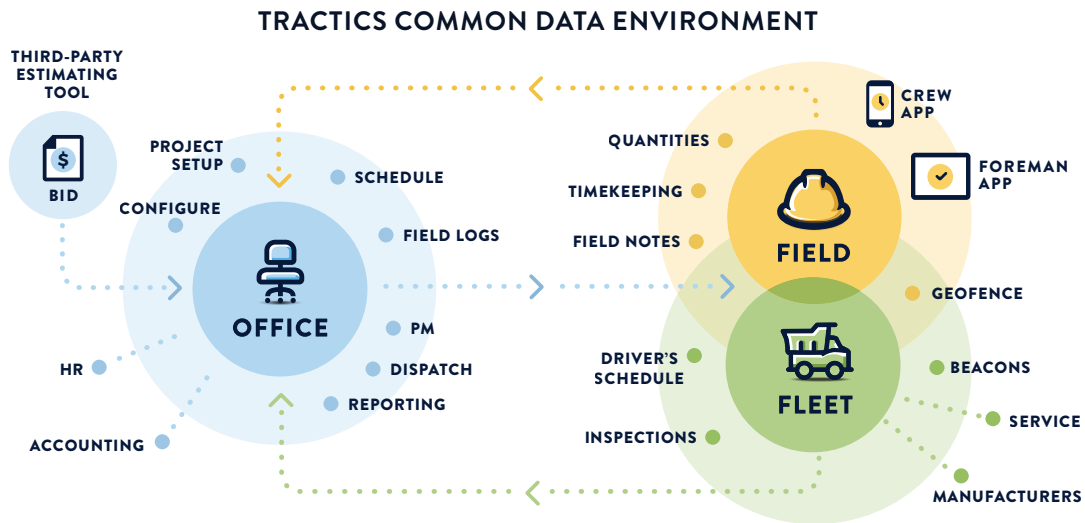 TRACTICS COMMON DATA ENVIRONMENT
THIRD-PARTY
ESTIMATING
TOOL
$
BID
PROJECT
SETUP
CONFIGURE
SCHEDULE
FIELD LOGS
OFFICE
PM
DISPATCH
REPORTING
HR
ACCOUNTING
CREW
APP
FOREMAN
APP
QUANTITIES
TIMEKEEPING
FIELD NOTES
FIELD
GEOFENCE
DRIVER'S
SCHEDULE
FLEET
BEACONS
SERVICE
INSPECTIONS
MANUFACTURERS